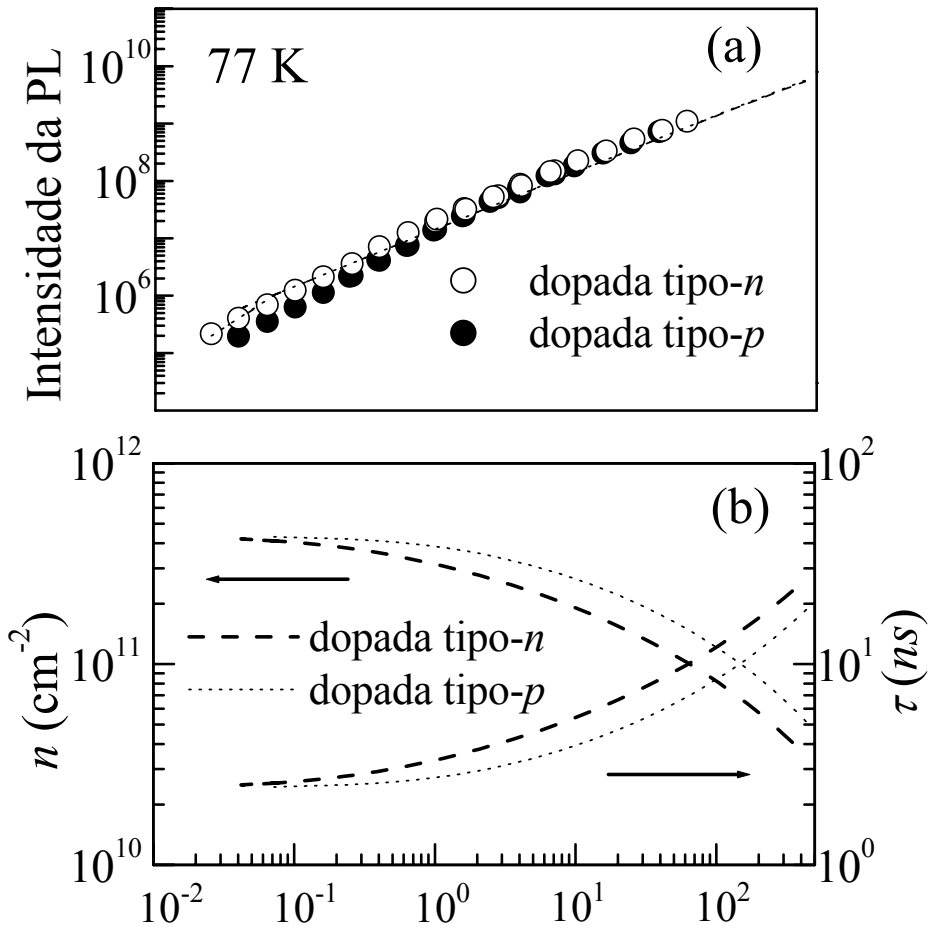 (a)
77 K
Intensidade da PL
10^10
10^8
10^6
dopada tipo-n
dopada tipo-p
(b)
n (cm^-2)
10^12
10^11
10^10
dopada tipo-n
dopada tipo-p
10^2
10^1
10^0
τ (ns)
10^-2 10^-1 10^0 10^1 10^2